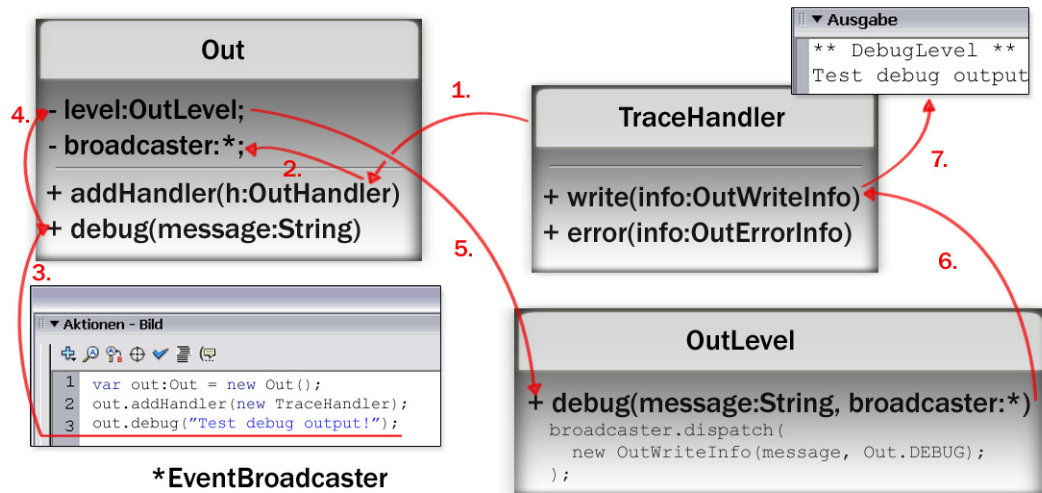 Out
4.
- level:OutLevel;
- broadcaster:*;
2.
+ addHandler(h:OutHandler)
+ debug(message:String)
1.
TraceHandler
+ write(info:OutWriteInfo)
+ error(info:OutErrorInfo)
Ausgabe
** DebugLevel **
Test debug output
7.
3.
5.
6.
Aktionen - Bild
1 var out:Out = new Out();
2 out.addHandler(new TraceHandler);
3 out.debug("Test debug output!");
*EventBroadcaster
OutLevel
+ debug(message:String, broadcaster:*)
broadcaster.dispatch(
new OutWriteInfo(message, Out.DEBUG);
);